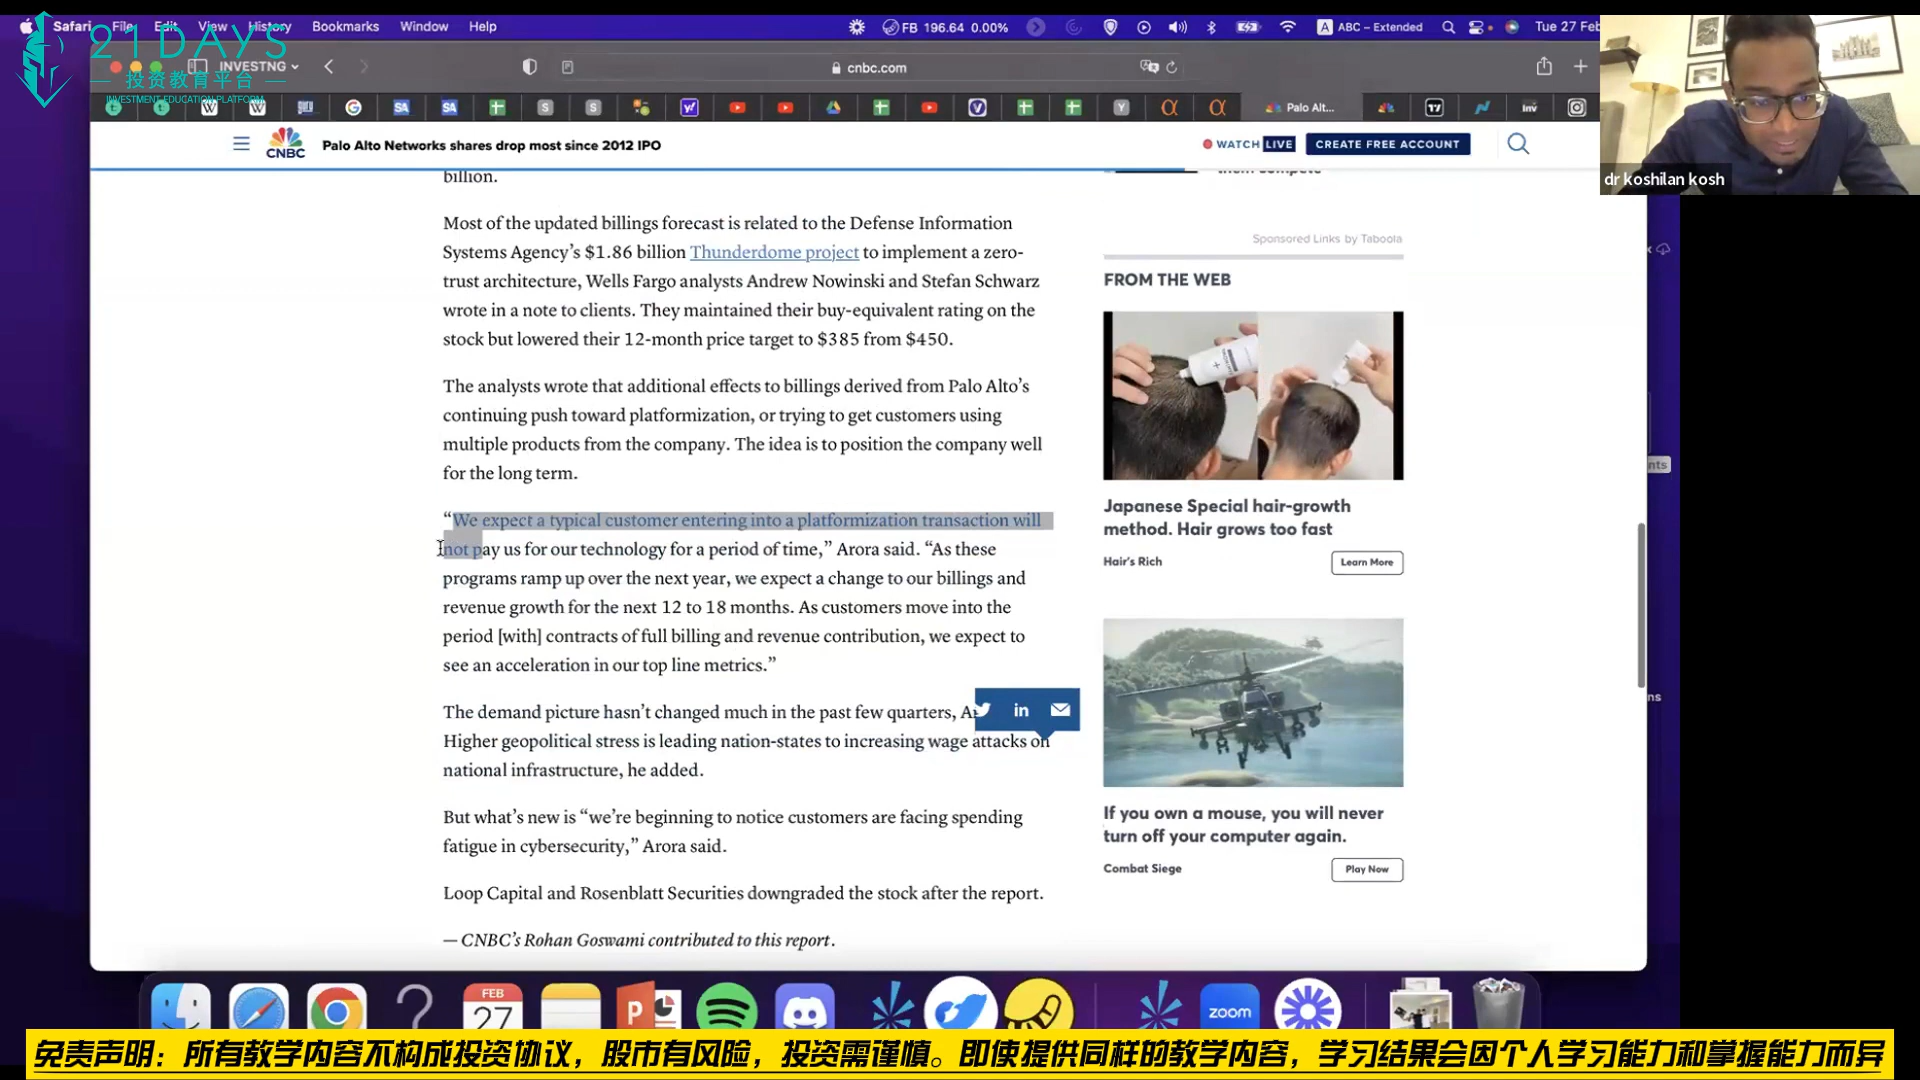 Safari File Edit View History Bookmarks Window Help
FB 196.64 0.00%
A ABC – Extended
Tue 27 Feb
21DAYS
投资教育平台
INVESTMENT EDUCATION PLATFORM
INVESTNG
cnbc.com
Palo Alt...
CNBC
Palo Alto Networks shares drop most since 2012 IPO
WATCH LIVE
CREATE FREE ACCOUNT
dr koshilan kosh
billion.
them compete
Most of the updated billings forecast is related to the Defense Information
Systems Agency’s $1.86 billion Thunderdome project to implement a zero-
trust architecture, Wells Fargo analysts Andrew Nowinski and Stefan Schwarz
wrote in a note to clients. They maintained their buy-equivalent rating on the
stock but lowered their 12-month price target to $385 from $450.
The analysts wrote that additional effects to billings derived from Palo Alto’s
continuing push toward platformization, or trying to get customers using
multiple products from the company. The idea is to position the company well
for the long term.
“We expect a typical customer entering into a platformization transaction will
not pay us for our technology for a period of time,” Arora said. “As these
programs ramp up over the next year, we expect a change to our billings and
revenue growth for the next 12 to 18 months. As customers move into the
period [with] contracts of full billing and revenue contribution, we expect to
see an acceleration in our top line metrics.”
The demand picture hasn’t changed much in the past few quarters,
Higher geopolitical stress is leading nation-states to increasing wage attacks on
national infrastructure, he added.
But what’s new is “we’re beginning to notice customers are facing spending
fatigue in cybersecurity,” Arora said.
Loop Capital and Rosenblatt Securities downgraded the stock after the report.
— CNBC’s Rohan Goswami contributed to this report.
Sponsored Links by Taboola
FROM THE WEB
Japanese Special hair-growth
method. Hair grows too fast
Hair's Rich
Learn More
If you own a mouse, you will never
turn off your computer again.
Combat Siege
Play Now
FEB
27
zoom
免责声明：所有教学内容不构成投资协议，股市有风险，投资需谨慎。即使提供同样的教学内容，学习结果会因个人学习能力和掌握能力而异